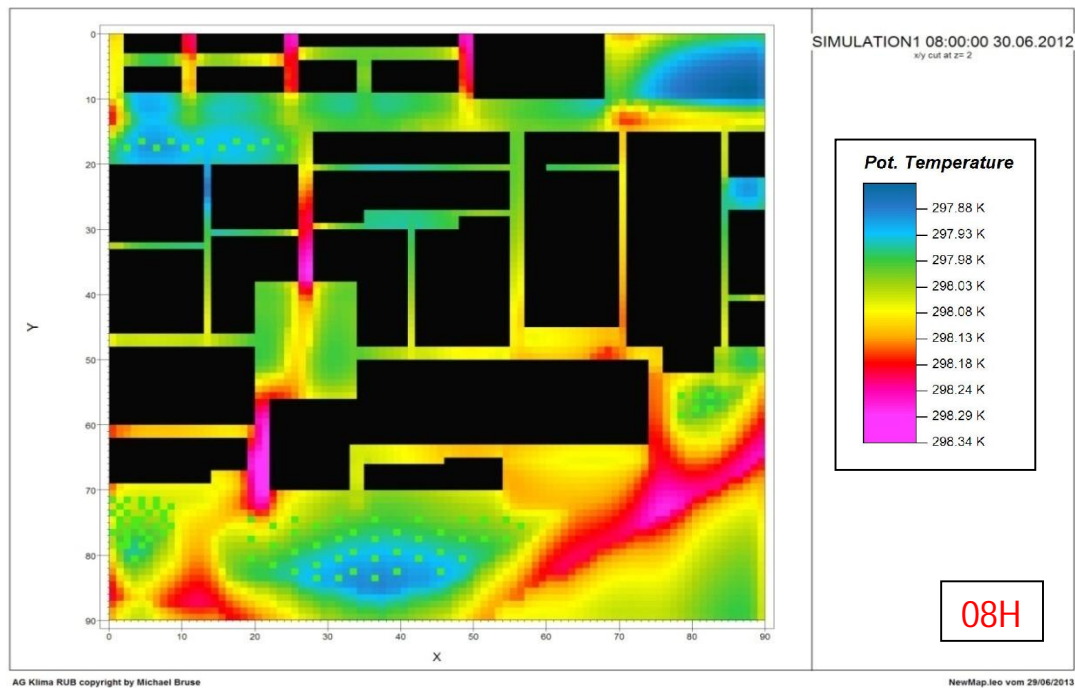 SIMULATION1 08:00:00 30.06.2012
x/y cut at z= 2
0
10
20
30
40
50
60
70
80
90
Y
0 10 20 30 40 50 60 70 80 90
X
Pot. Temperature
297.88 K
297.93 K
297.98 K
298.03 K
298.08 K
298.13 K
298.18 K
298.24 K
298.29 K
298.34 K
08H
AG Klima RUB copyright by Michael Bruse
NewMap.leo vom 29/06/2013